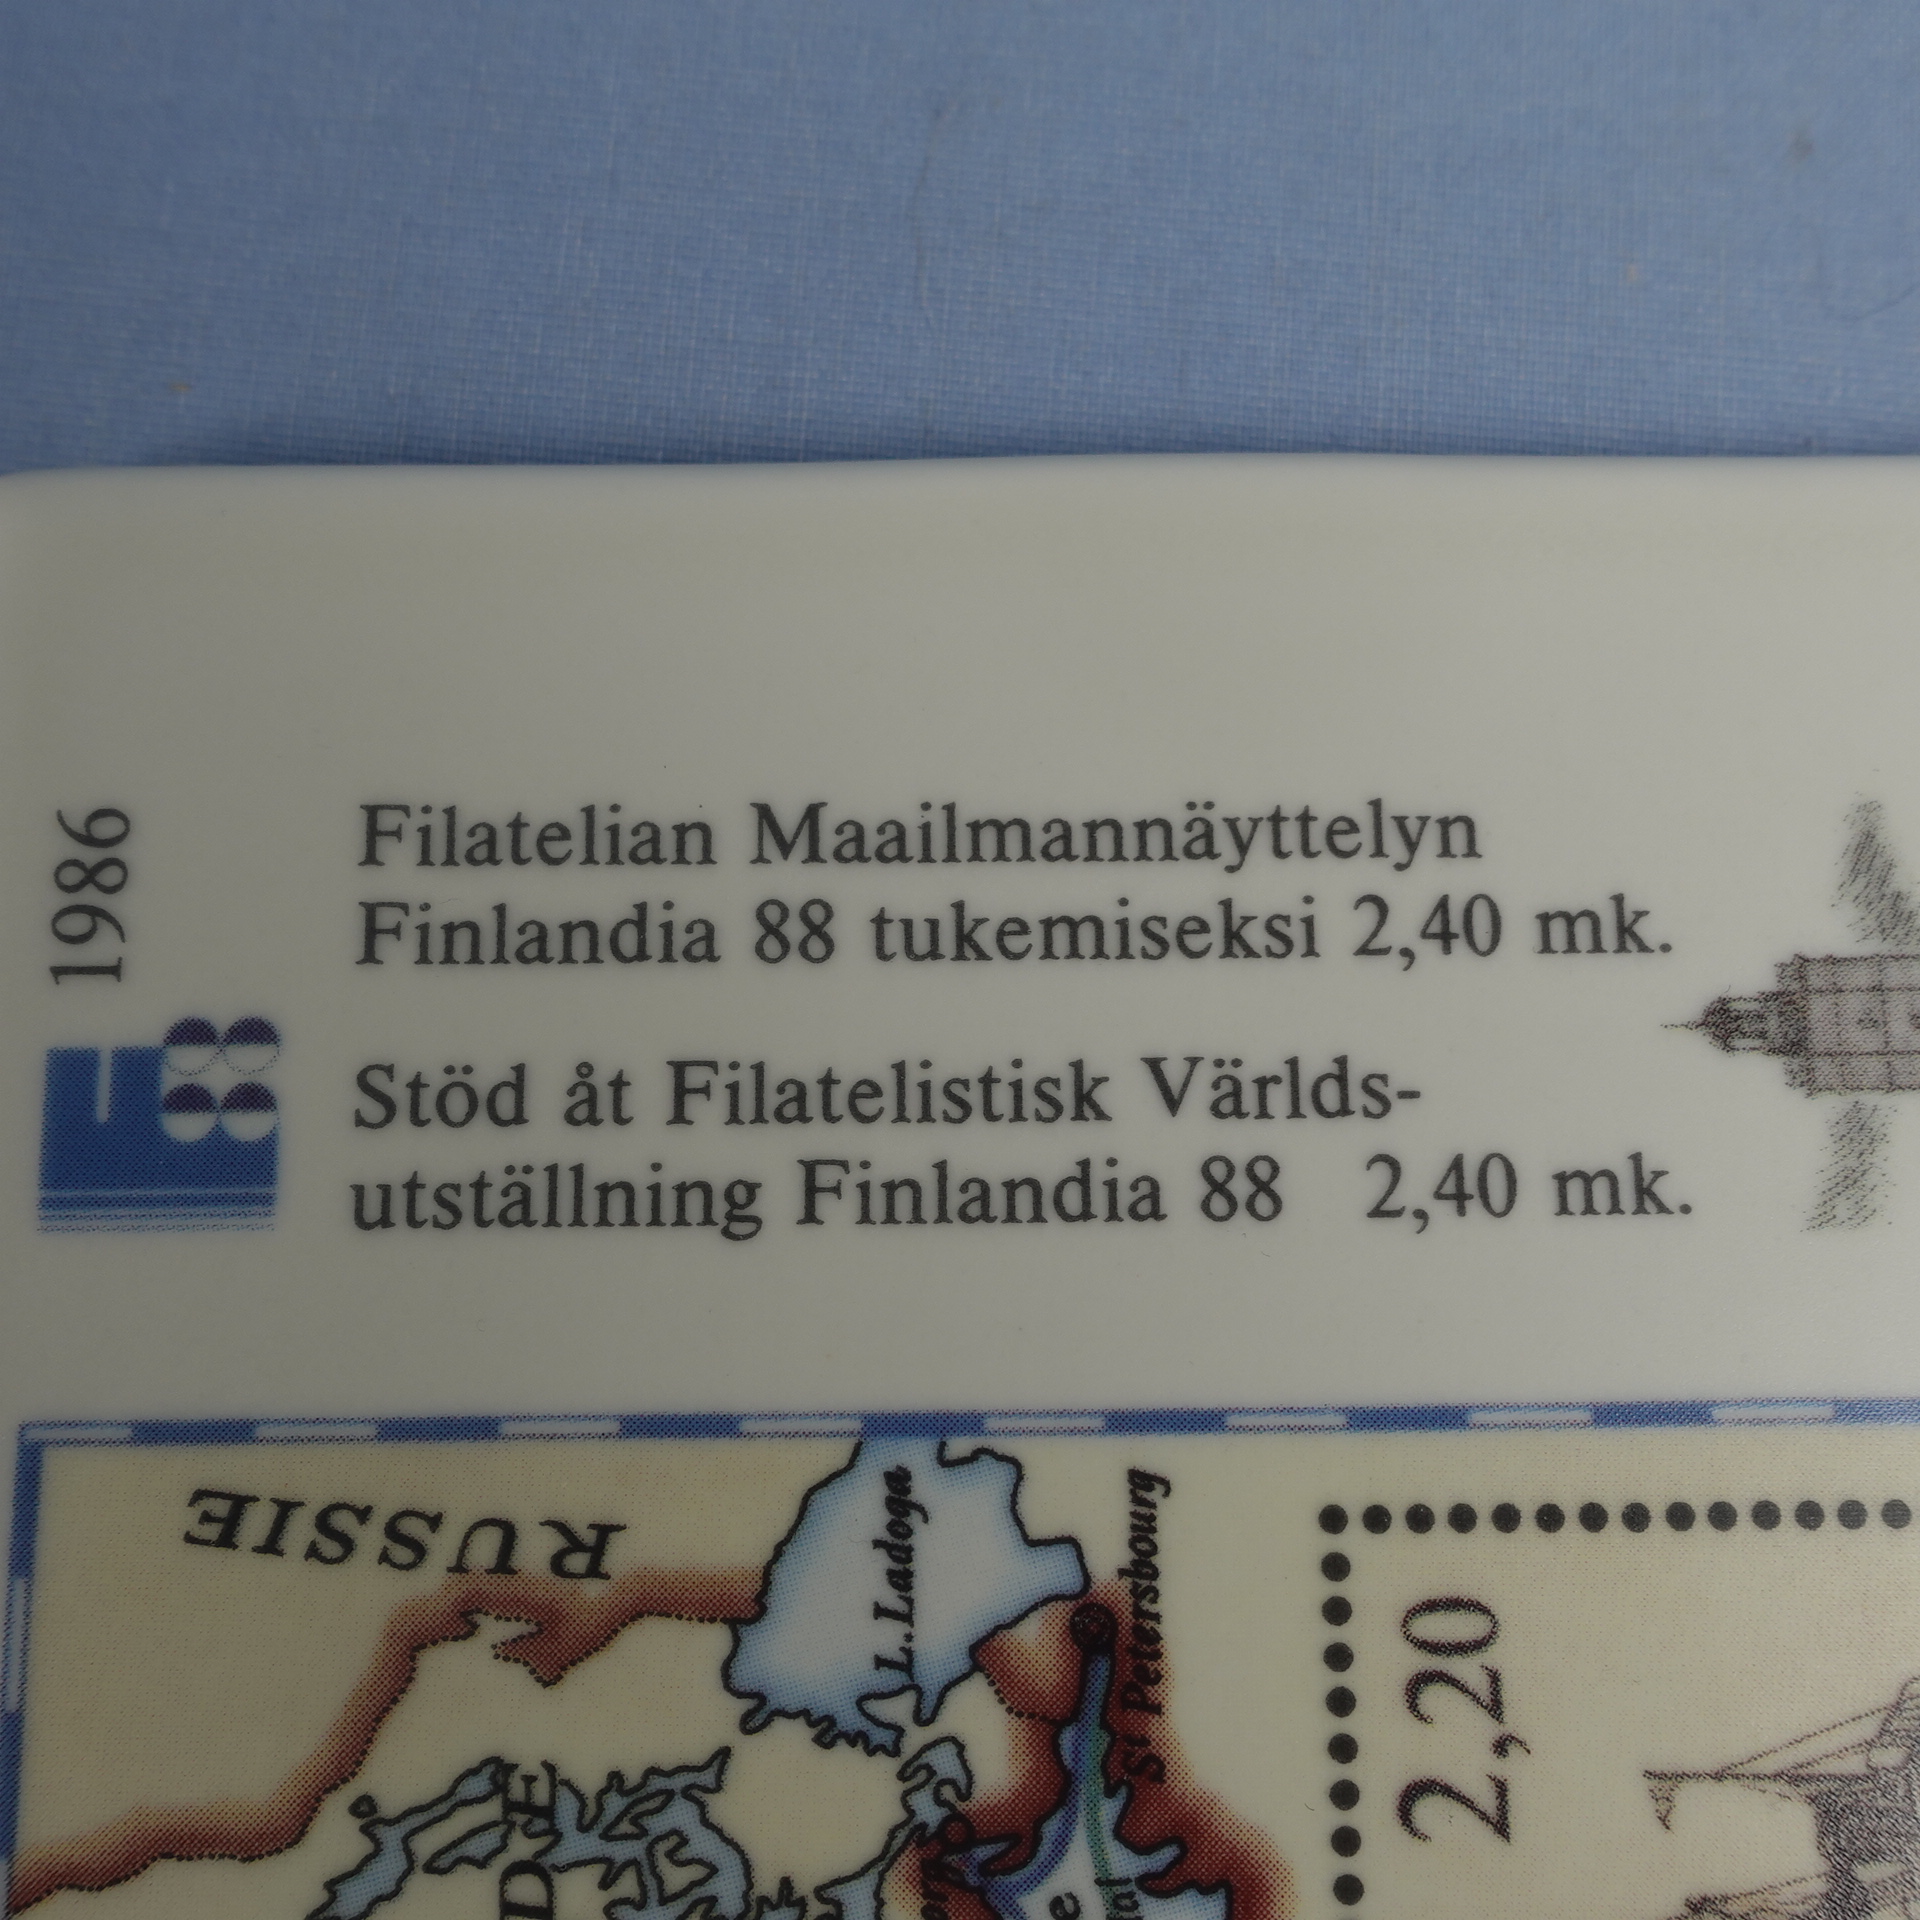 1986
Filatelian Maailmannäyttelyn
Finlandia 88 tukemiseksi 2,40 mk.
Stöd åt Filatelistisk Världs-
utställning Finlandia 88 2,40 mk.
88
RUSSIE
L.Ladoga
St Petersbourg
2,20